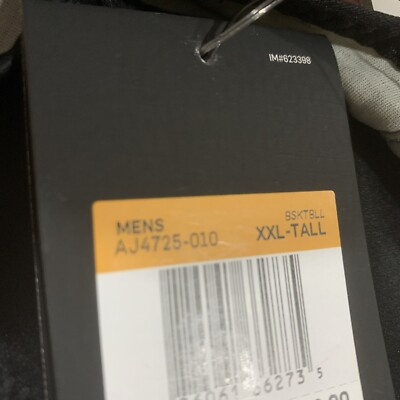 IM#623398
MENS BSKTBLL
AJ4725-010 XXL-TALL